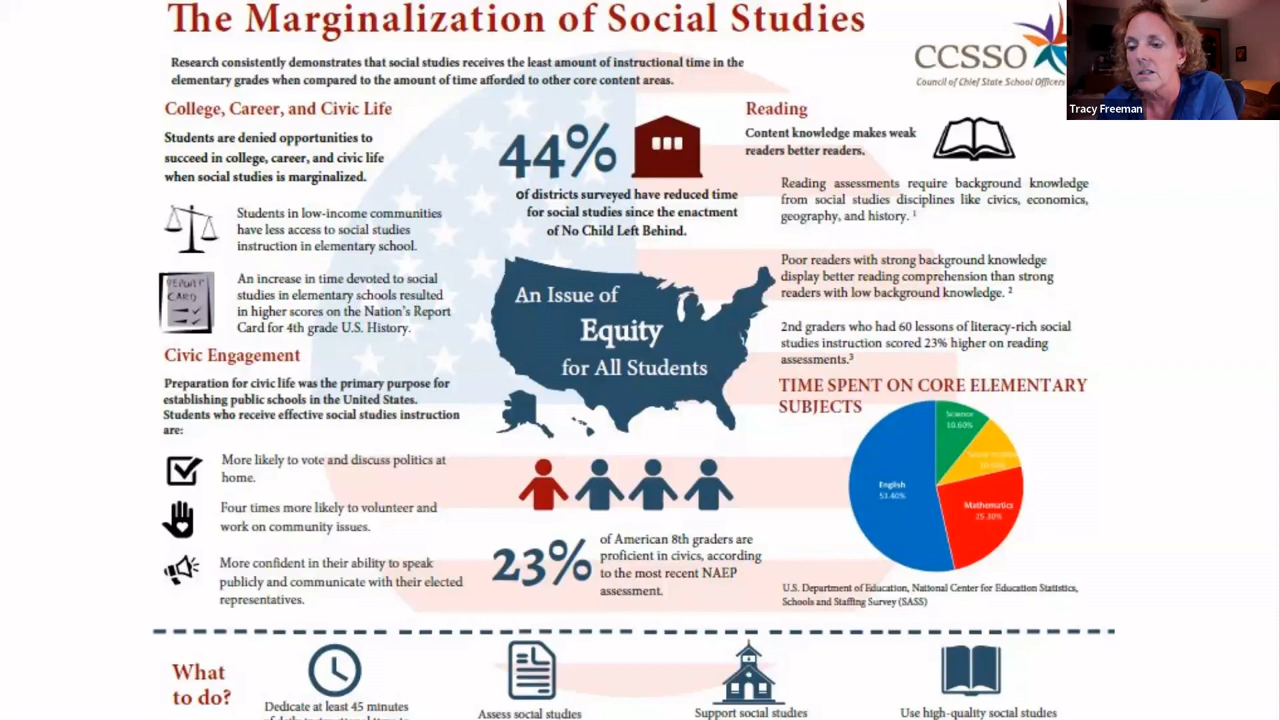 The Marginalization of Social Studies
Research consistently demonstrates that social studies receives the least amount of instructional time in the
elementary grades when compared to the amount of time afforded to other core content areas.
CCSSO
Council of Chief State School Officers
Tracy Freeman
College, Career, and Civic Life
Students are denied opportunities to
succeed in college, career, and civic life
when social studies is marginalized.
Students in low-income communities
have less access to social studies
instruction in elementary school.
REPORT
CARD
An increase in time devoted to social
studies in elementary schools resulted
in higher scores on the Nation's Report
Card for 4th grade U.S. History.
Civic Engagement
Preparation for civic life was the primary purpose for
establishing public schools in the United States.
Students who receive effective social studies instruction
are:
More likely to vote and discuss politics at
home.
Four times more likely to volunteer and
work on community issues.
More confident in their ability to speak
publicly and communicate with their elected
representatives.
44%
of districts surveyed have reduced time
for social studies since the enactment
of No Child Left Behind.
An Issue of
Equity
for All Students
23%
of American 8th graders are
proficient in civics, according
to the most recent NAEP
assessment.
Reading
Content knowledge makes weak
readers better readers.
Reading assessments require background knowledge
from social studies disciplines like civics, economics,
geography, and history. 1
Poor readers with strong background knowledge
display better reading comprehension than strong
readers with low background knowledge. 2
2nd graders who had 60 lessons of literacy-rich social
studies instruction scored 23% higher on reading
assessments.3
TIME SPENT ON CORE ELEMENTARY
SUBJECTS
Science
10.60%
English
51.40%
Mathematics
25.30%
U.S. Department of Education, National Center for Education Statistics,
Schools and Staffing Survey (SASS)
What
to do?
Dedicate at least 45 minutes
of daily instructional time to
Assess social studies
Support social studies
Use high-quality social studies